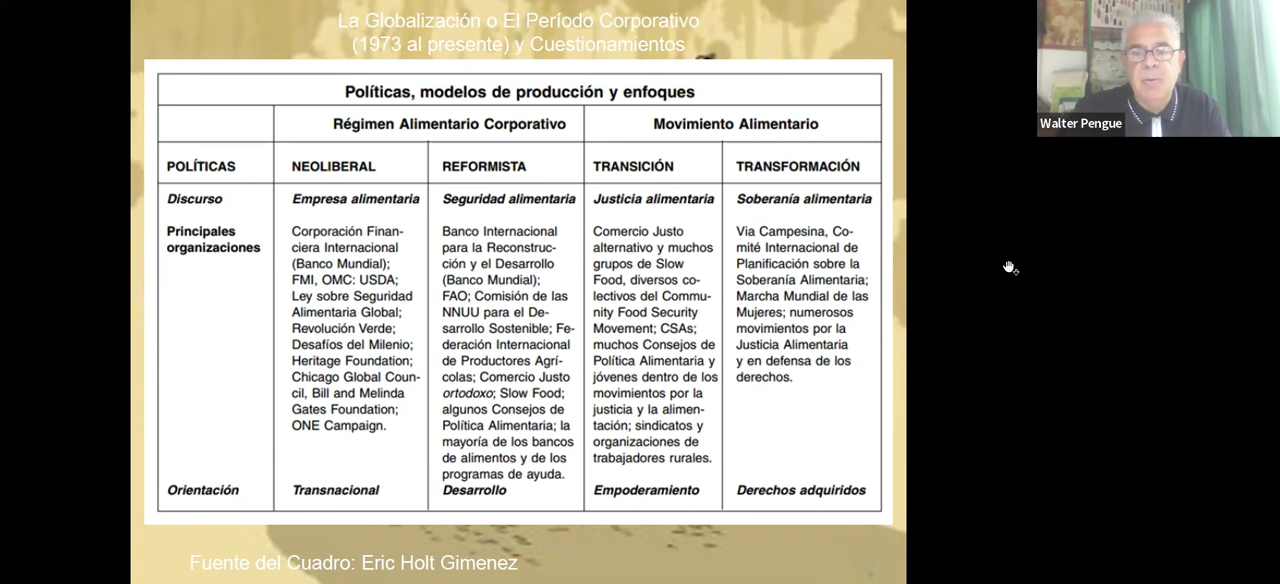 La Globalización o El Período Corporativo
(1973 al presente) y Cuestionamientos
Políticas, modelos de producción y enfoques
Régimen Alimentario Corporativo
Movimiento Alimentario
POLÍTICAS
NEOLIBERAL
REFORMISTA
TRANSICIÓN
TRANSFORMACIÓN
Discurso
Empresa alimentaria
Seguridad alimentaria
Justicia alimentaria
Soberanía alimentaria
Principales
organizaciones
Corporación Finan-
ciera Internacional
(Banco Mundial);
FMI, OMC: USDA;
Ley sobre Seguridad
Alimentaria Global;
Revolución Verde;
Desafíos del Milenio;
Heritage Foundation;
Chicago Global Coun-
cil, Bill and Melinda
Gates Foundation;
ONE Campaign.
Banco Internacional
para la Reconstruc-
ción y el Desarrollo
(Banco Mundial);
FAO; Comisión de las
NNUU para el De-
sarrollo Sostenible; Fe-
deración Internacional
de Productores Agrí-
colas; Comercio Justo
ortodoxo; Slow Food;
algunos Consejos de
Política Alimentaria; la
mayoría de los bancos
de alimentos y de los
programas de ayuda.
Comercio Justo
alternativo y muchos
grupos de Slow
Food, diversos co-
lectivos del Commu-
nity Food Security
Movement; CSAs;
muchos Consejos de
Política Alimentaria y
jóvenes dentro de los
movimientos por la
justicia y la alimen-
tación; sindicatos y
organizaciones de
trabajadores rurales.
Via Campesina, Co-
mité Internacional de
Planificación sobre la
Soberanía Alimentaria;
Marcha Mundial de las
Mujeres; numerosos
movimientos por la
Justicia Alimentaria
y en defensa de los
derechos.
Orientación
Transnacional
Desarrollo
Empoderamiento
Derechos adquiridos
Fuente del Cuadro: Eric Holt Gimenez
Walter Pengue